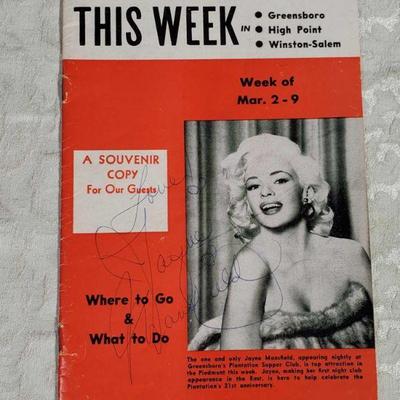 THIS WEEK IN
• Greensboro
• High Point
• Winston-Salem
Week of
Mar. 2 - 9
A SOUVENIR
COPY
For Our Guests
Love
Jayne
Mansfield
Where to Go
&
What to Do
The one and only Jayne Mansfield, appearing nightly at
Greensboro's Plantation Supper Club, is top attraction in
the Piedmont this week. Jayne, making her first night club
appearance in the East, is here to help celebrate the
Plantation's 21st anniversary.